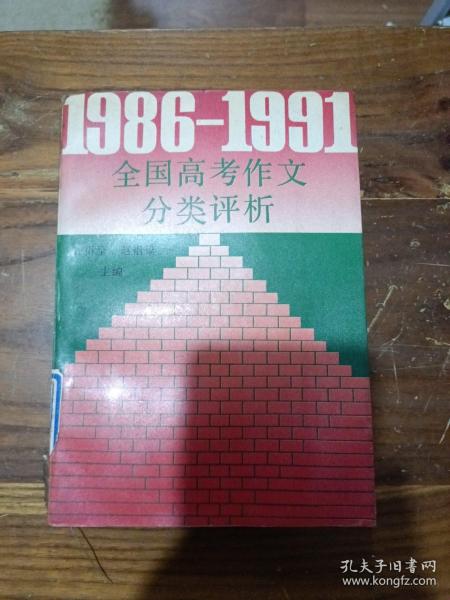 1986-1991
全国高考作文
分类评析
主编
孔夫子旧书网
www.kongfz.com